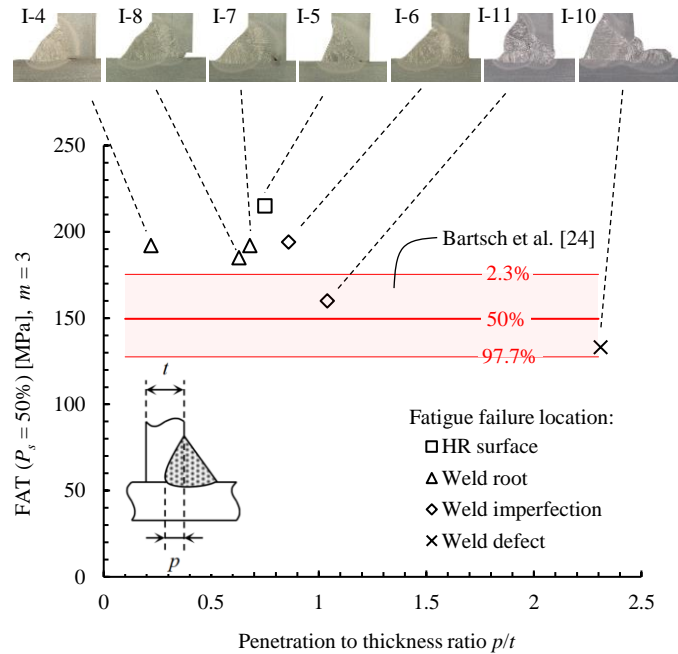 I-4 I-8 I-7 I-5 I-6 I-11 I-10
250
200
150
100
50
0
FAT (Ps = 50%) [MPa], m = 3
Bartsch et al. [24]
2.3%
50%
97.7%
t
p
Fatigue failure location:
HR surface
Weld root
Weld imperfection
Weld defect
0 0.5 1 1.5 2 2.5
Penetration to thickness ratio p/t